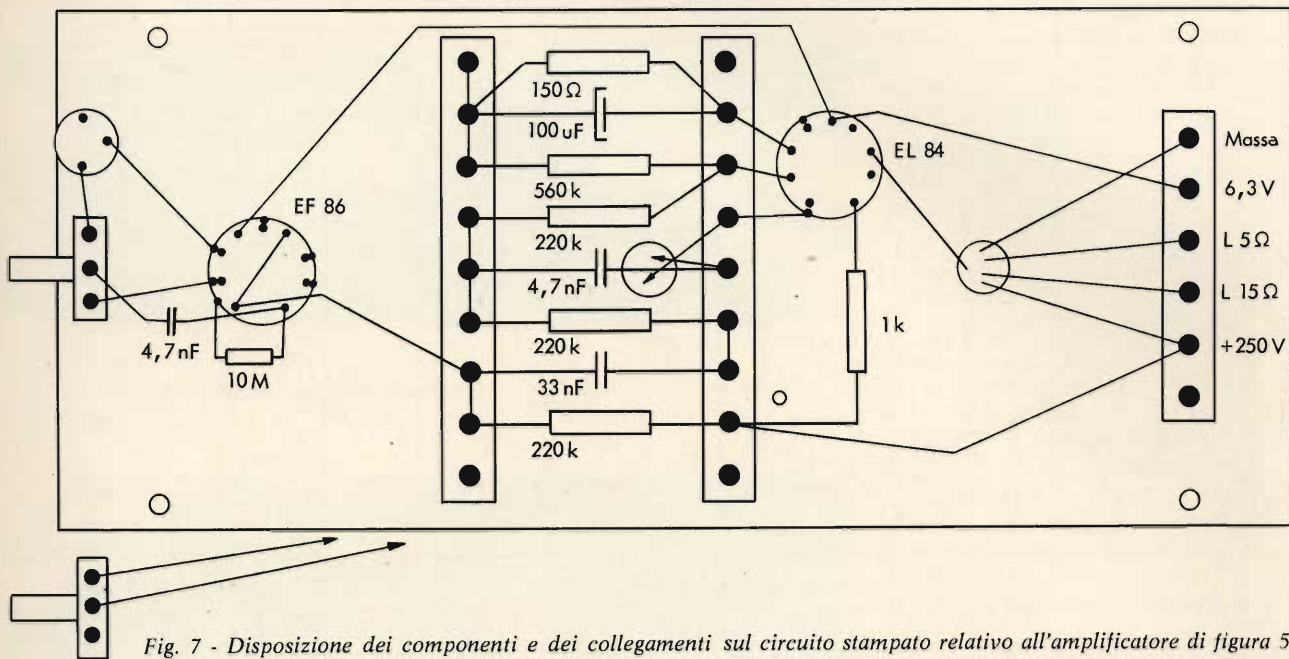 150Ω
100uF
EF 86
EL 84
560k
220k
4,7nF
4,7nF
10M
220k
33nF
220k
1k
Massa
6,3V
L 5Ω
L 15Ω
+250V
Fig. 7 - Disposizione dei componenti e dei collegamenti sul circuito stampato relativo all'amplificatore di figura 5